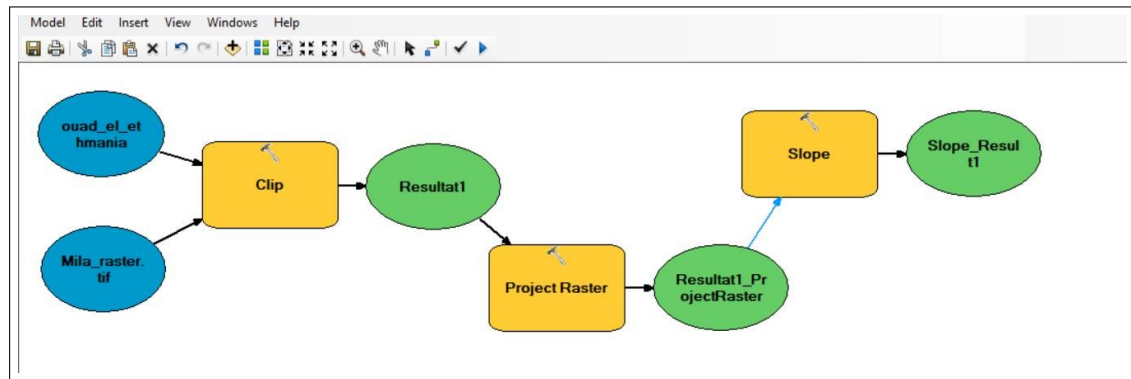 Model Edit Insert View Windows Help
ouad_el_et
hmania
Clip
Resultat1
Mila_raster.
tif
Project Raster
Resultat1_Pr
ojectRaster
Slope
Slope_Resul
t1